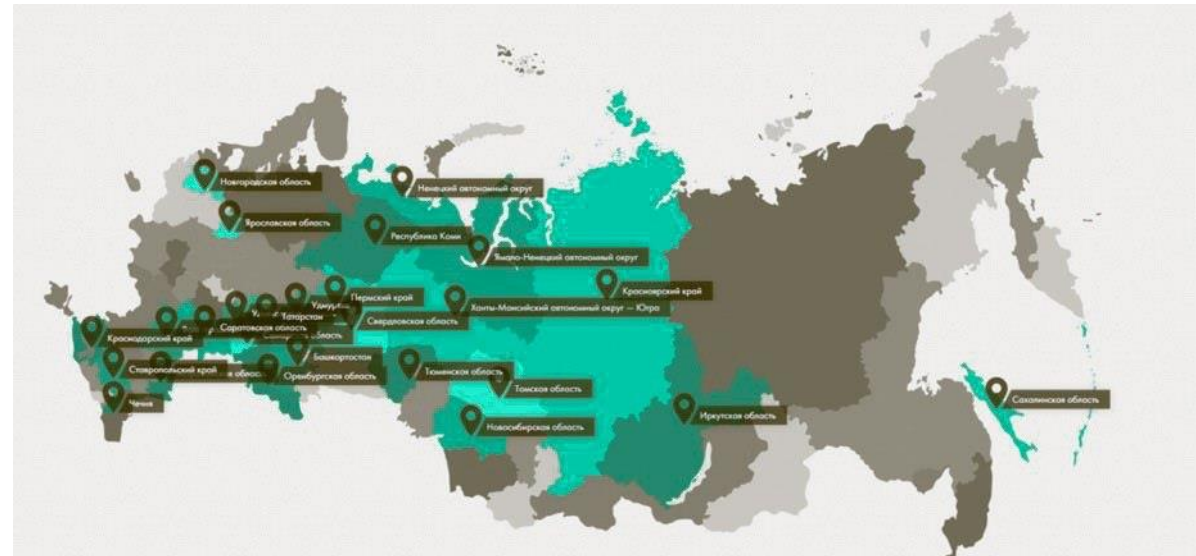 Новгородская область
Ненецкий автономный округ
Ярославская область
Республика Коми
Ямало-Ненецкий автономный округ
Красноярский край
Пермский край
Ханты-Мансийский автономный округ — Югра
Татарстан
Свердловская область
Саратовская область
область
Краснодарский край
Башкортостан
Ставропольский край
Оренбургская область
Тюменская область
Томская область
Чечня
Сахалинская область
Иркутская область
Новосибирская область